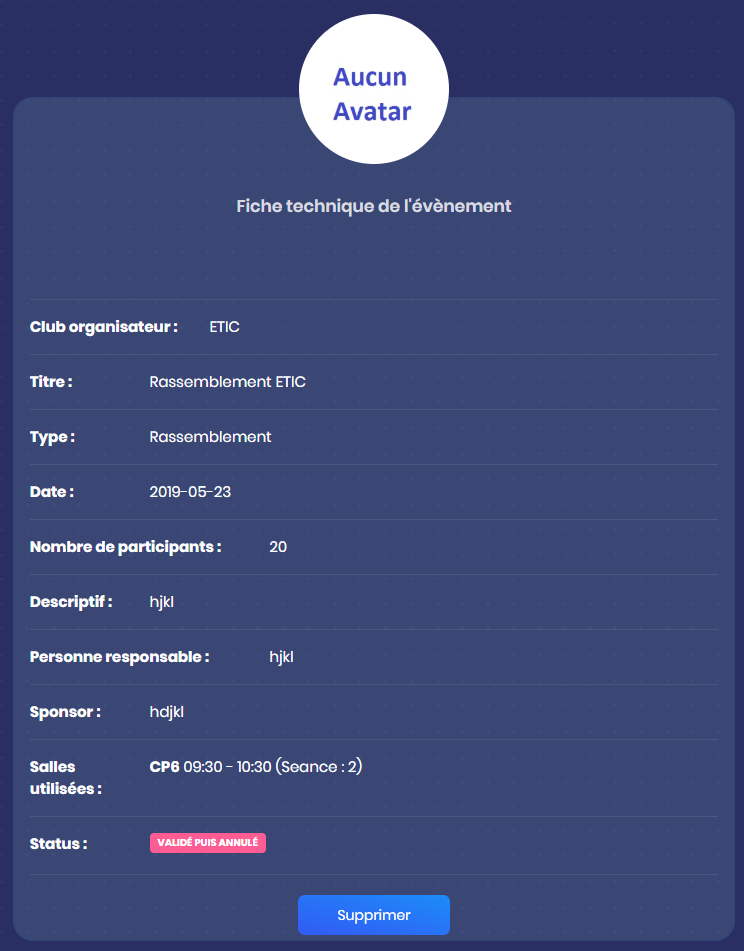 Aucun
Avatar
Fiche technique de l'évènement
Club organisateur : ETIC
Titre : Rassemblement ETIC
Type : Rassemblement
Date : 2019-05-23
Nombre de participants : 20
Descriptif : hjkl
Personne responsable : hjkl
Sponsor : hdjkl
Salles CP6 09:30 - 10:30 (Seance : 2)
utilisées :
Status : VALIDÉ PUIS ANNULÉ
Supprimer